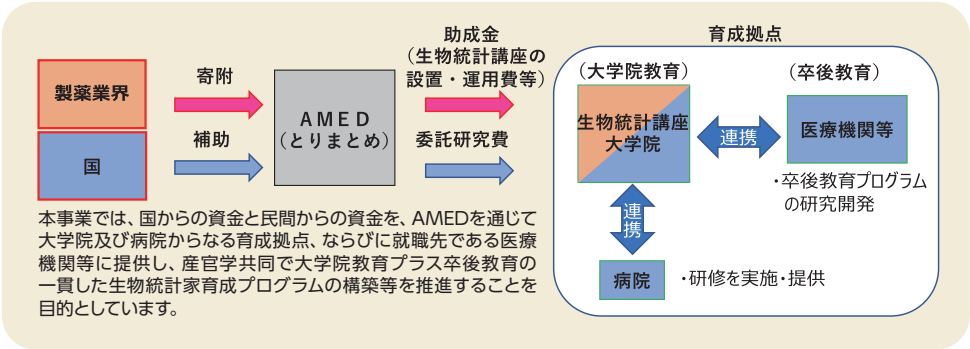 製薬業界
国
寄附
補助
AMED
（とりまとめ）
助成金
（生物統計講座の
設置・運用費等）
委託研究費
本事業では、国からの資金と民間からの資金を、AMEDを通じて
大学院及び病院からなる育成拠点、ならびに就職先である医療
機関等に提供し、産官学共同で大学院教育プラス卒後教育の
一貫した生物統計家育成プログラムの構築等を推進することを
目的としています。
育成拠点
（大学院教育）
生物統計講座
大学院
連携
（卒後教育）
医療機関等
・卒後教育プログラム
の研究開発
連携
病院
・研修を実施・提供